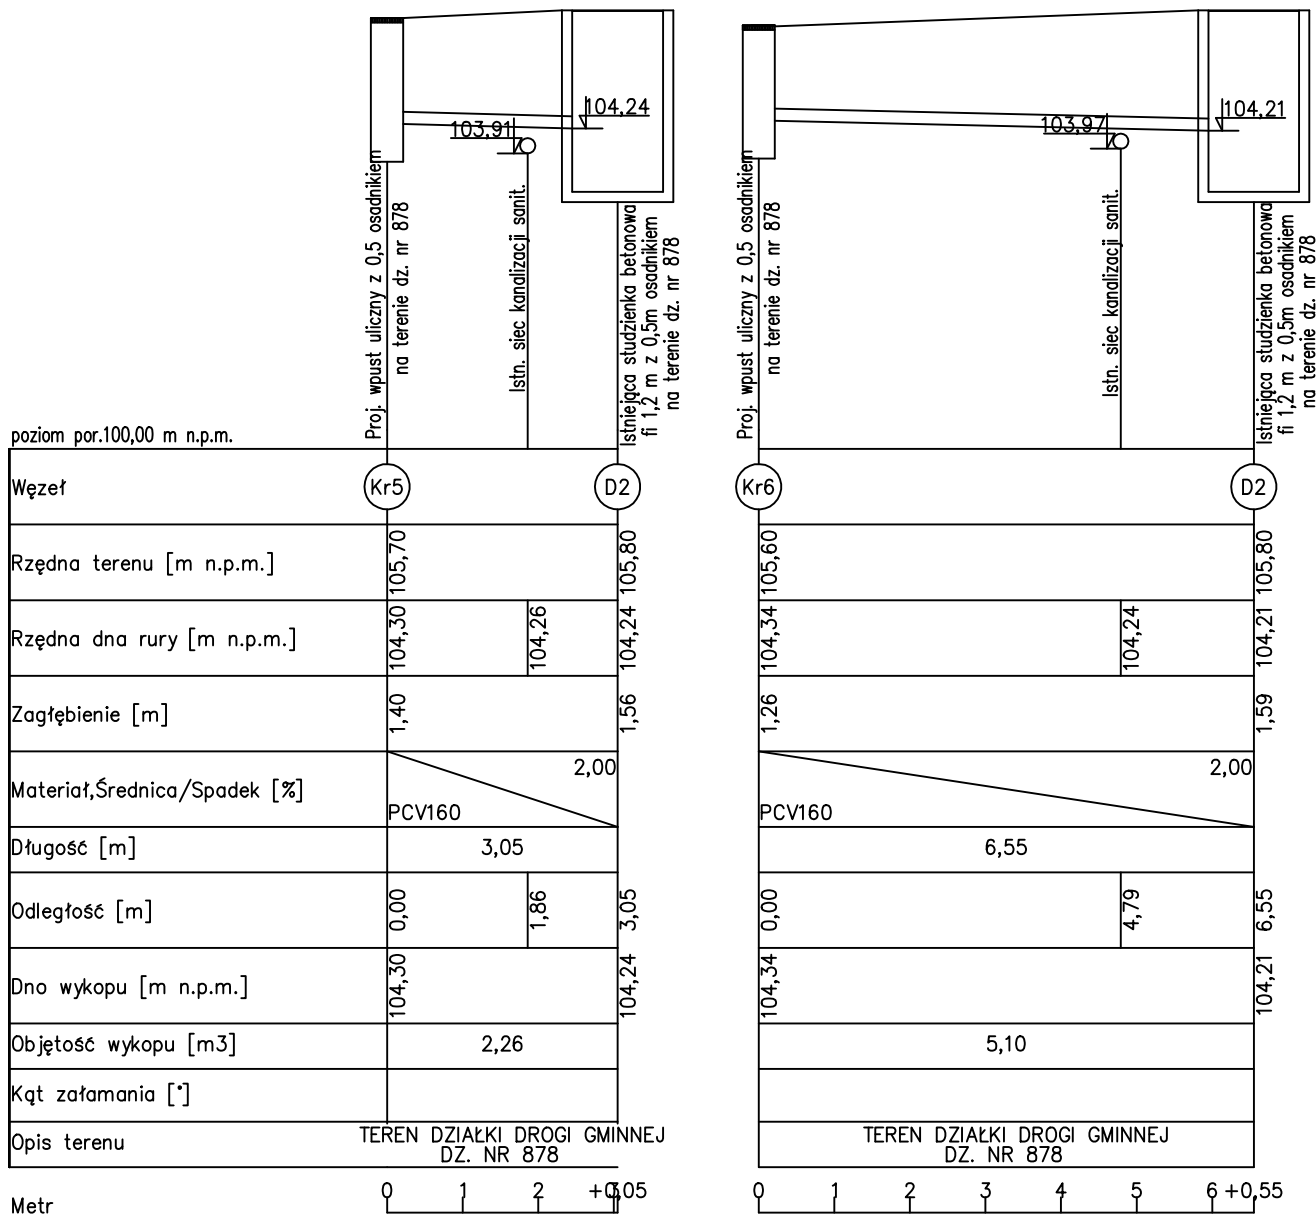 104,24
103,91
104,21
103,97
Proj. wpust uliczny z 0,5 osadnikiem
na terenie dz. nr 878
Istn. siec kanalizacji sanit.
Istniejąca studzienka betonowa
fi 1,2 m z 0,5m osadnikiem
na terenie dz. nr 878
Proj. wpust uliczny z 0,5 osadnikiem
na terenie dz. nr 878
Istn. siec kanalizacji sanit.
Istniejąca studzienka betonowa
fi 1,2 m z 0,5m osadnikiem
na terenie dz. nr 878
poziom por.100,00 m n.p.m.
Węzeł Kr5 D2 Kr6 D2
Rzędna terenu [m n.p.m.] 105,70 105,80 105,60 105,80
Rzędna dna rury [m n.p.m.] 104,30 104,26 104,24 104,34 104,24 104,21
Zagłębienie [m] 1,40 1,56 1,26 1,59
Materiał,Średnica/Spadek [%] PCV160 2,00 PCV160 2,00
Długość [m] 3,05 6,55
Odległość [m] 0,00 1,86 3,05 0,00 4,79 6,55
Dno wykopu [m n.p.m.] 104,30 104,24 104,34 104,21
Objętość wykopu [m3] 2,26 5,10
Kąt załamania [°]
Opis terenu
TEREN DZIAŁKI DROGI GMINNEJ
DZ. NR 878
TEREN DZIAŁKI DROGI GMINNEJ
DZ. NR 878
Metr 0 1 2 +0,05 0 1 2 3 4 5 6 +0,55